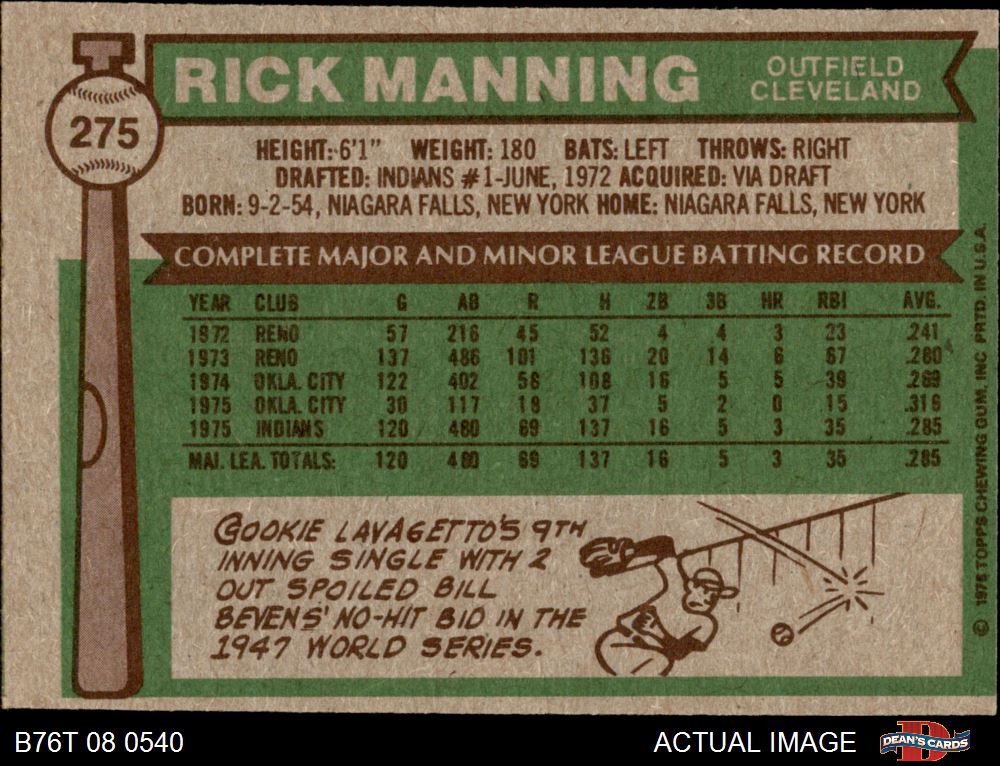 RICK MANNING
OUTFIELD
CLEVELAND
275
HEIGHT: 6'1" WEIGHT: 180 BATS: LEFT THROWS: RIGHT
DRAFTED: INDIANS #1-JUNE, 1972 ACQUIRED: VIA DRAFT
BORN: 9-2-54, NIAGARA FALLS, NEW YORK HOME: NIAGARA FALLS, NEW YORK
COMPLETE MAJOR AND MINOR LEAGUE BATTING RECORD
YEAR CLUB G AB R H 2B 3B HR RBI AVG.
1972 RENO 57 216 45 52 4 4 3 23 .241
1973 RENO 137 486 101 136 20 14 6 67 .280
1974 OKLA. CITY 122 402 56 108 16 5 5 39 .269
1975 OKLA. CITY 30 117 18 37 5 2 0 15 .316
1975 INDIANS 120 480 69 137 16 5 3 35 .285
MAJ. LEA. TOTALS: 120 480 69 137 16 5 3 35 .285
COOKIE LAVAGETTO'S 9TH
INNING SINGLE WITH 2
OUT SPOILED BILL
BEVENS' NO-HIT BID IN THE
1947 WORLD SERIES.
© 1976 TOPPS CHEWING GUM, INC. PRTD. IN U.S.A.
B76T 08 0540
ACTUAL IMAGE
DEAN'S CARDS